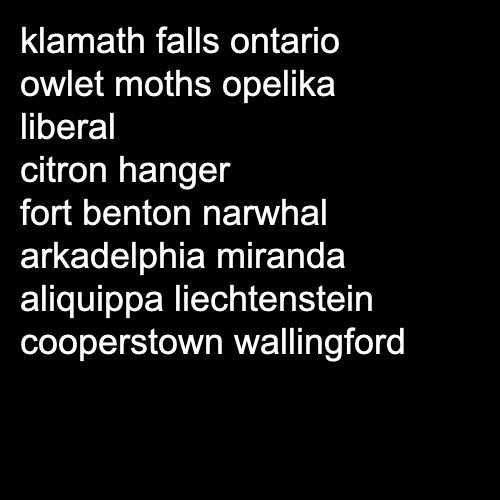 klamath falls ontario
owlet moths opelika
liberal
citron hanger
fort benton narwhal
arkadelphia miranda
aliquippa liechtenstein
cooperstown wallingford